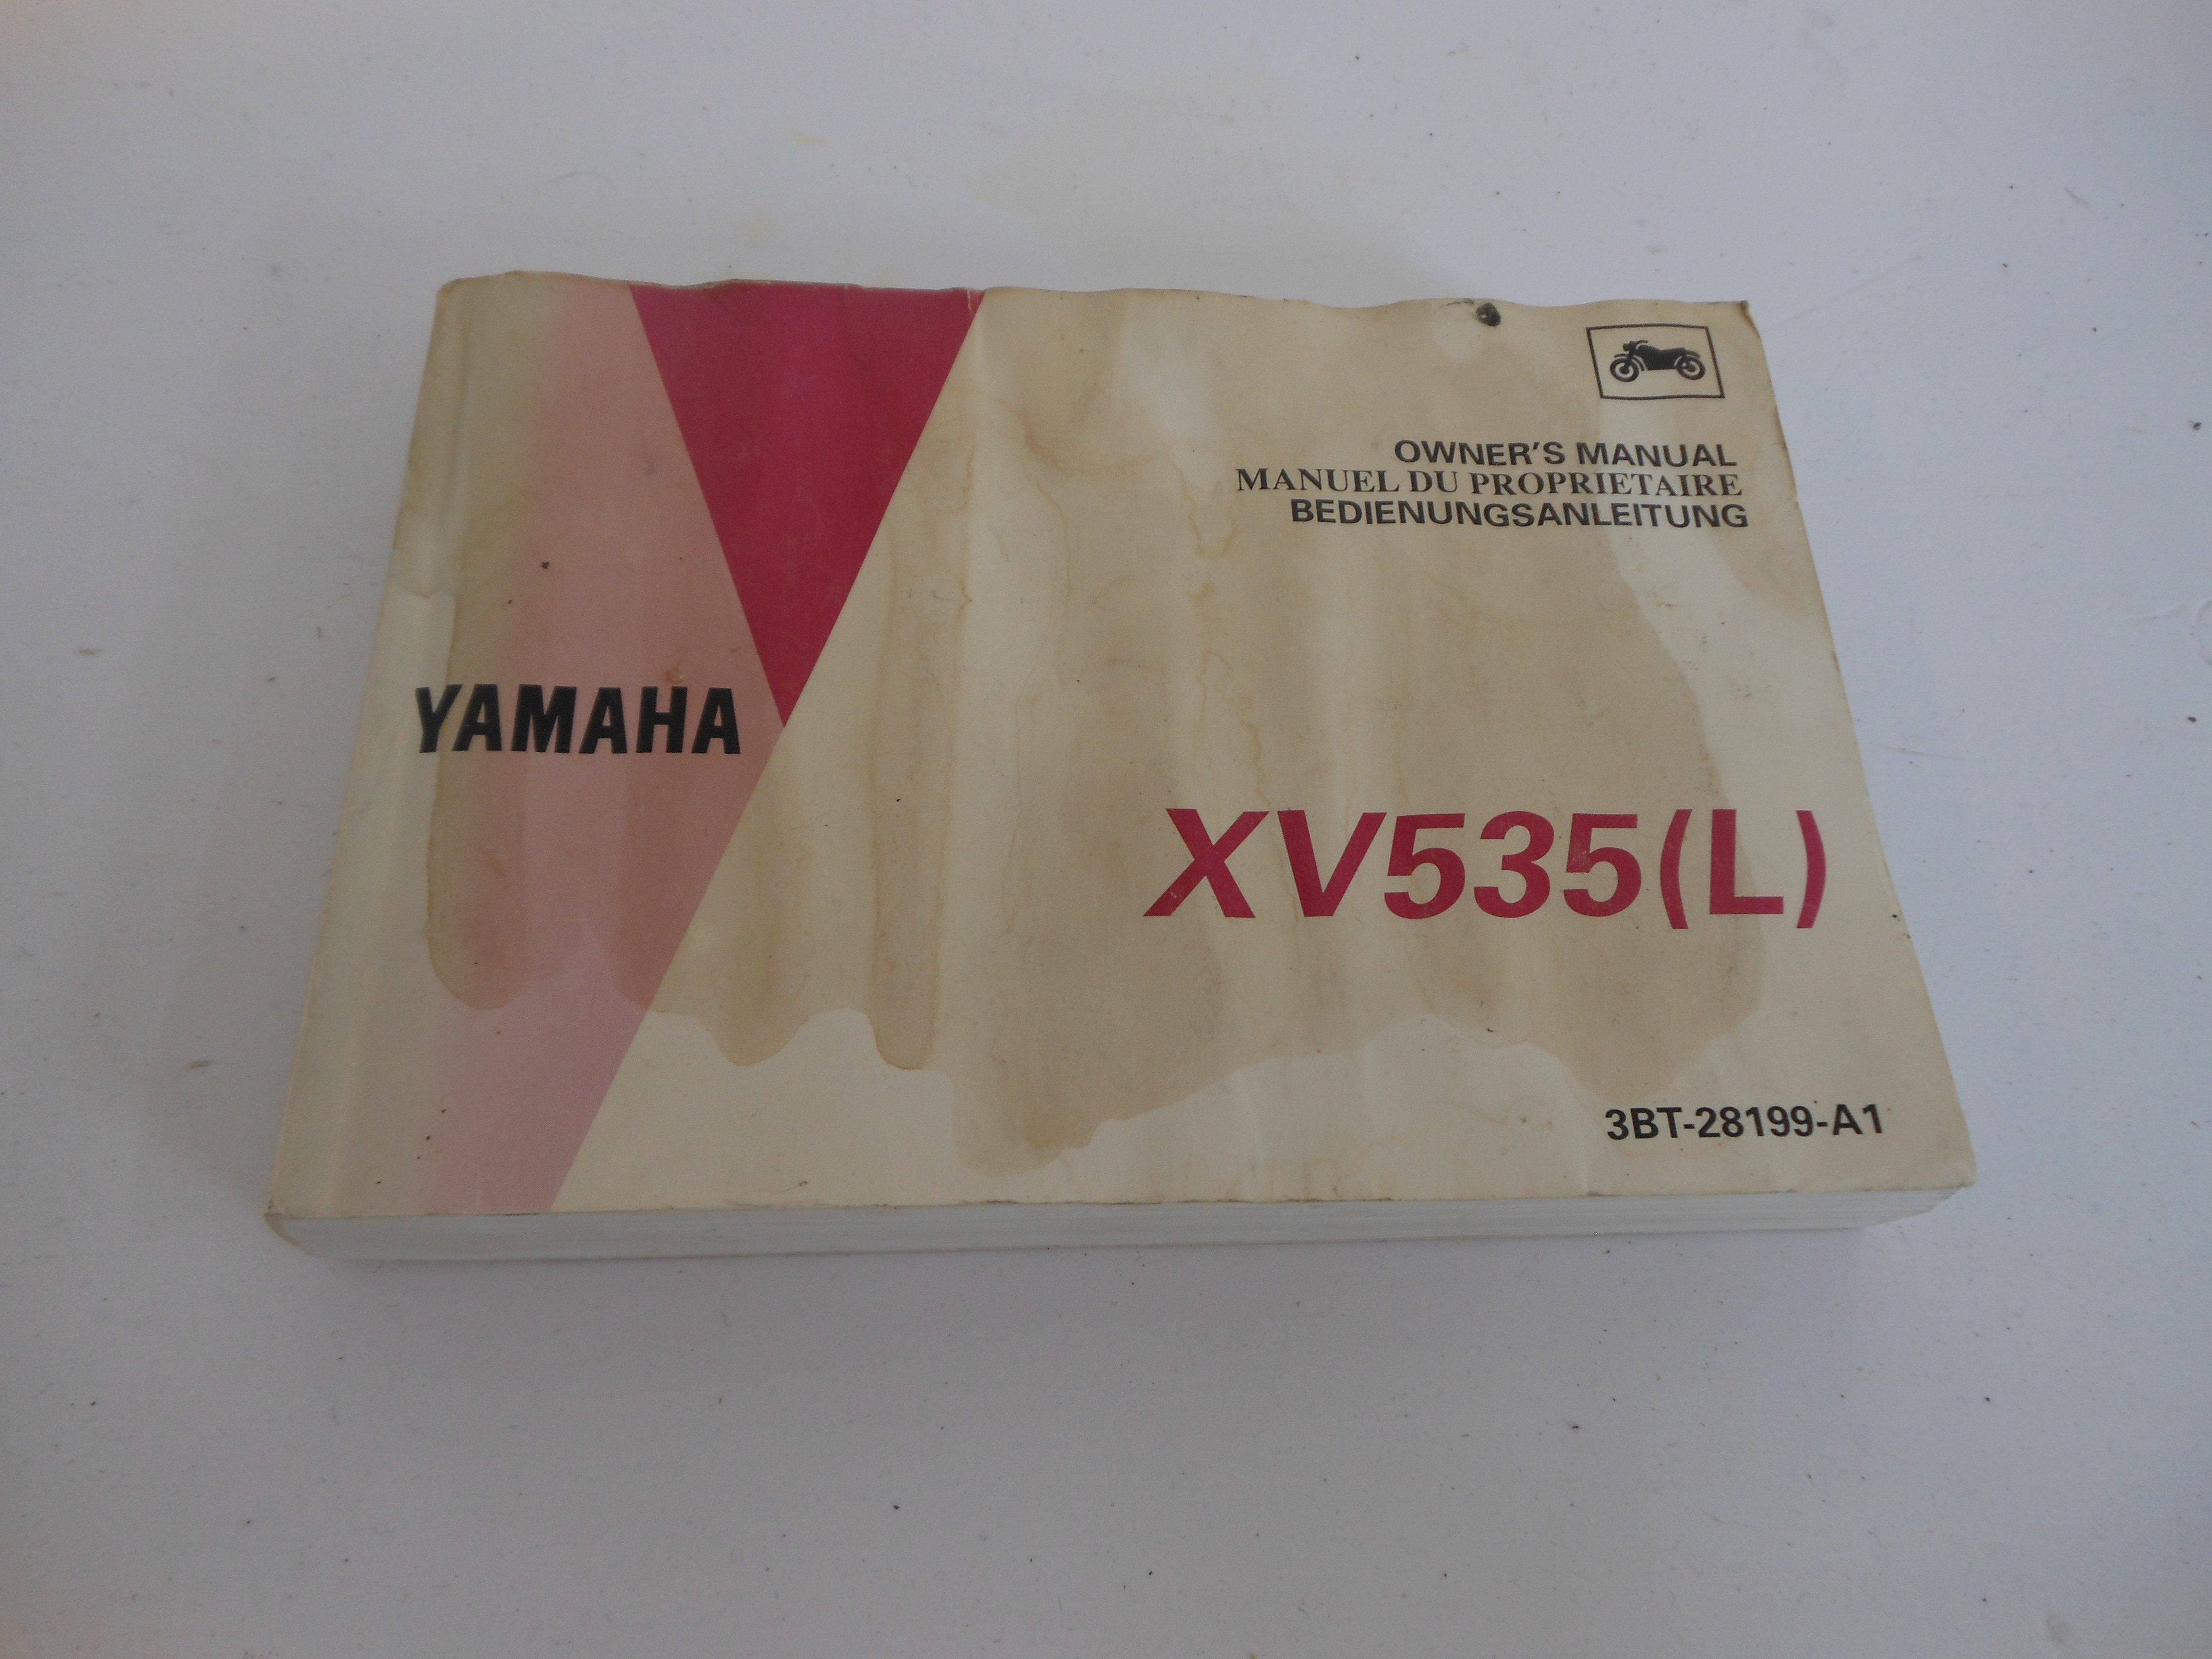 OWNER'S MANUAL
MANUEL DU PROPRIETAIRE
BEDIENUNGSANLEITUNG
YAMAHA
XV535(L)
3BT-28199-A1